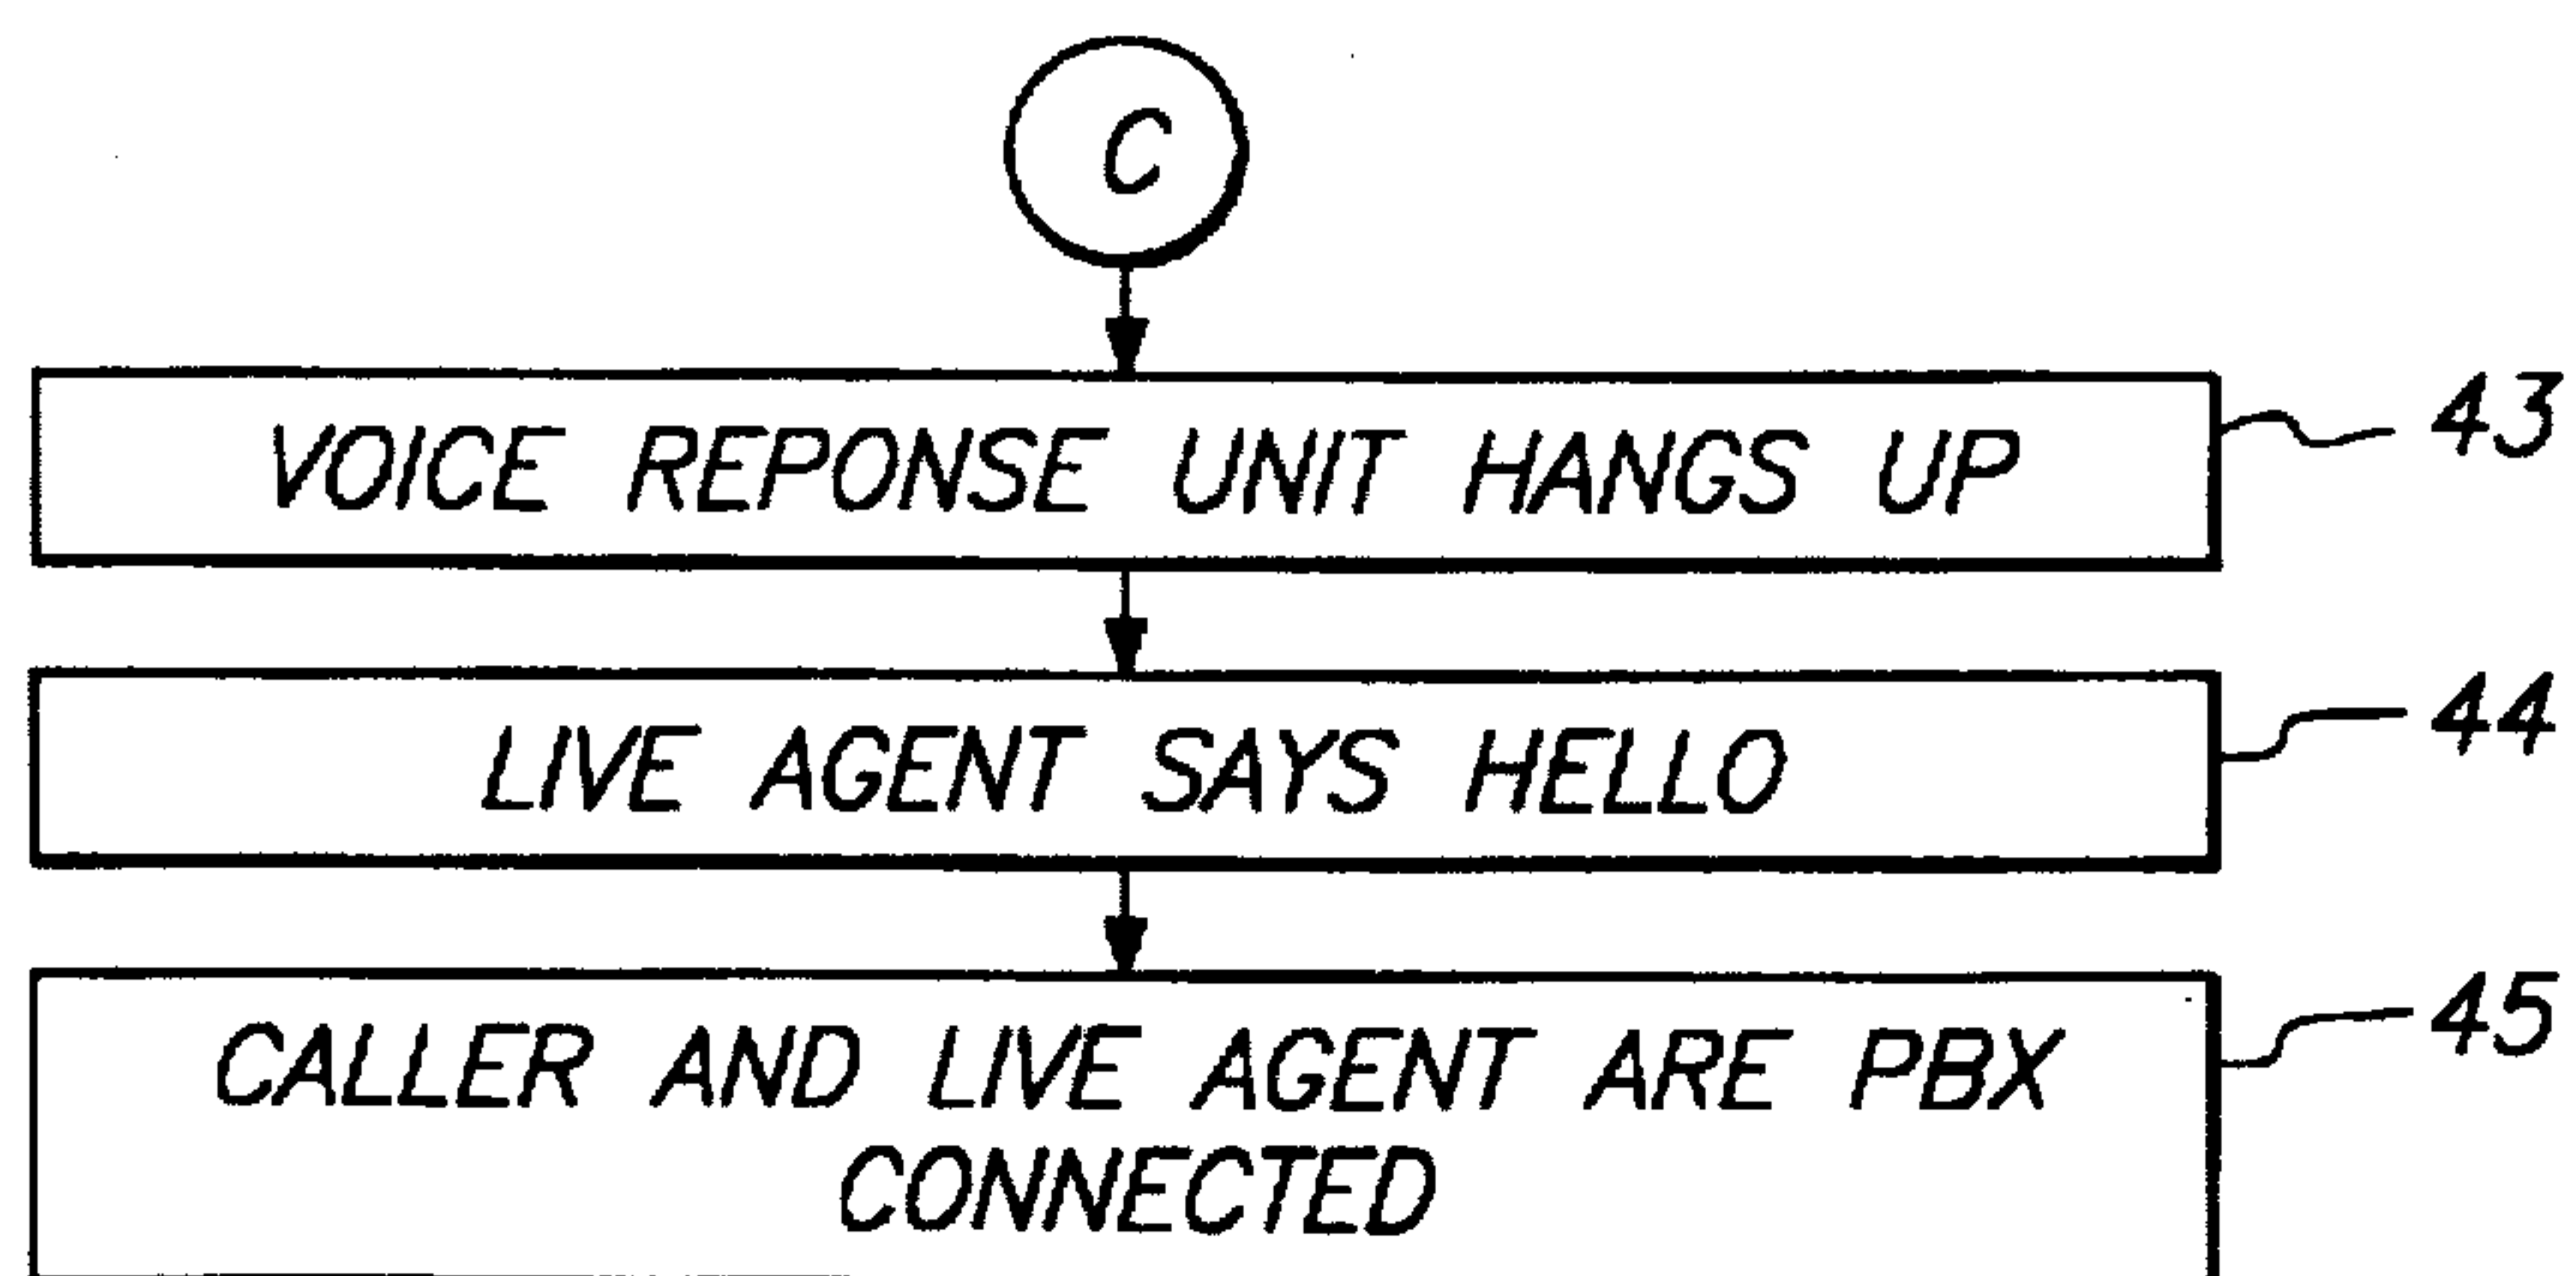 C
VOICE REPONSE UNIT HANGS UP 43
LIVE AGENT SAYS HELLO 44
CALLER AND LIVE AGENT ARE PBX 45
CONNECTED